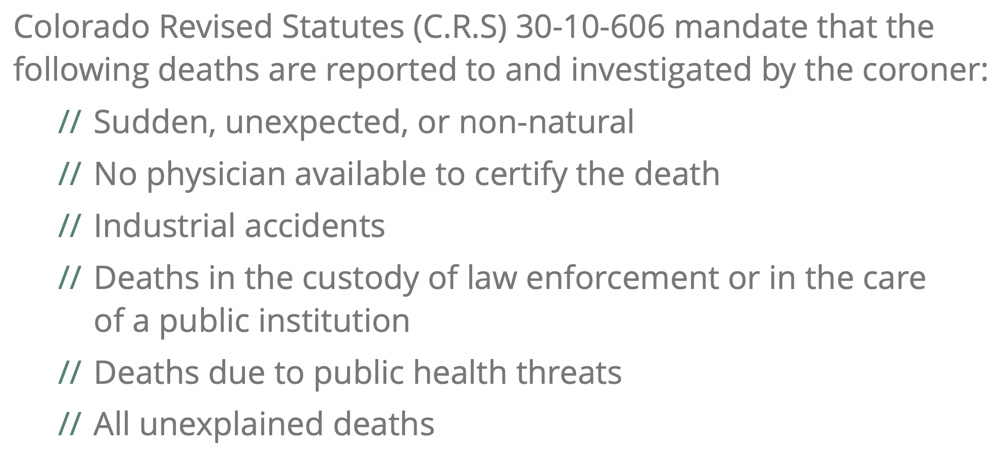 Colorado Revised Statutes (C.R.S) 30-10-606 mandate that the
following deaths are reported to and investigated by the coroner:
// Sudden, unexpected, or non-natural
// No physician available to certify the death
// Industrial accidents
// Deaths in the custody of law enforcement or in the care
of a public institution
// Deaths due to public health threats
// All unexplained deaths